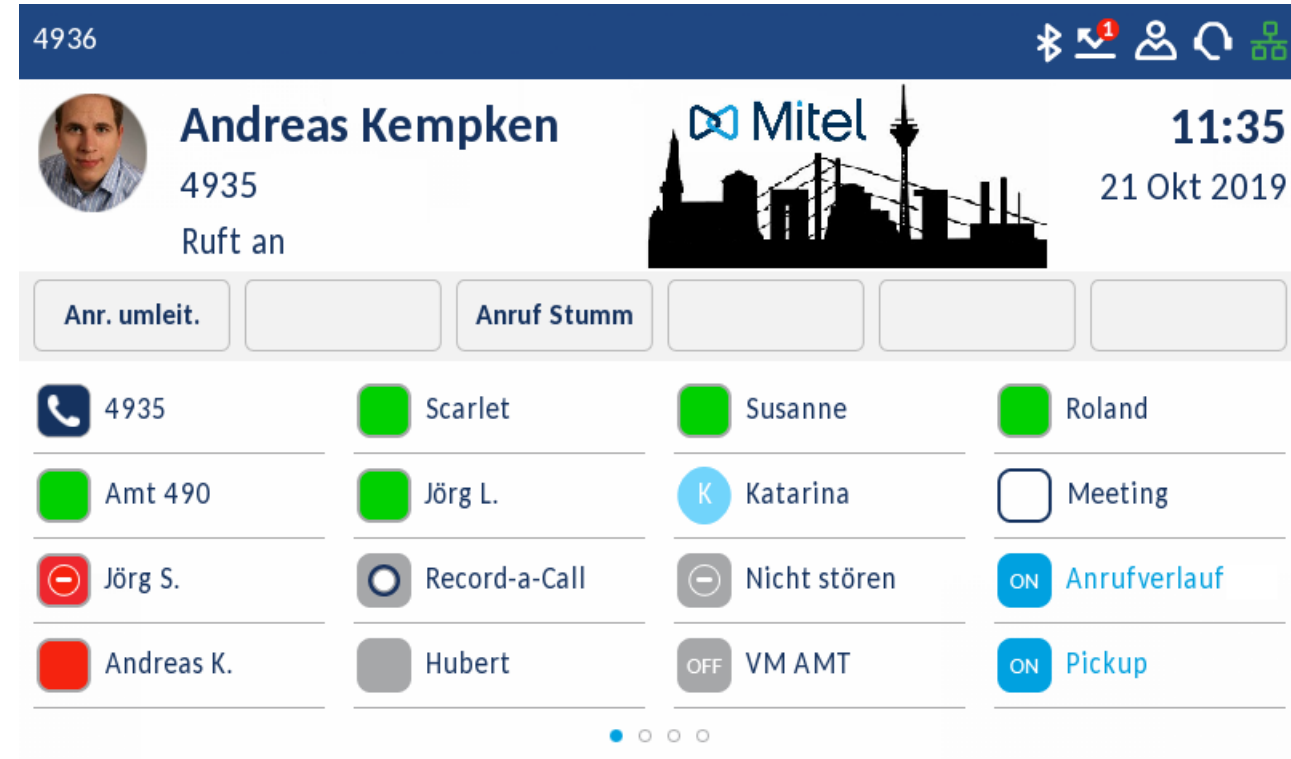 4936
1
Andreas Kempken
4935
Ruft an
Mitel
11:35
21 Okt 2019
Anr. umleit.
Anruf Stumm
4935
Scarlet
Susanne
Roland
Amt 490
Jörg L.
K Katarina
Meeting
Jörg S.
Record-a-Call
Nicht stören
ON Anrufverlauf
Andreas K.
Hubert
OFF VM AMT
ON Pickup